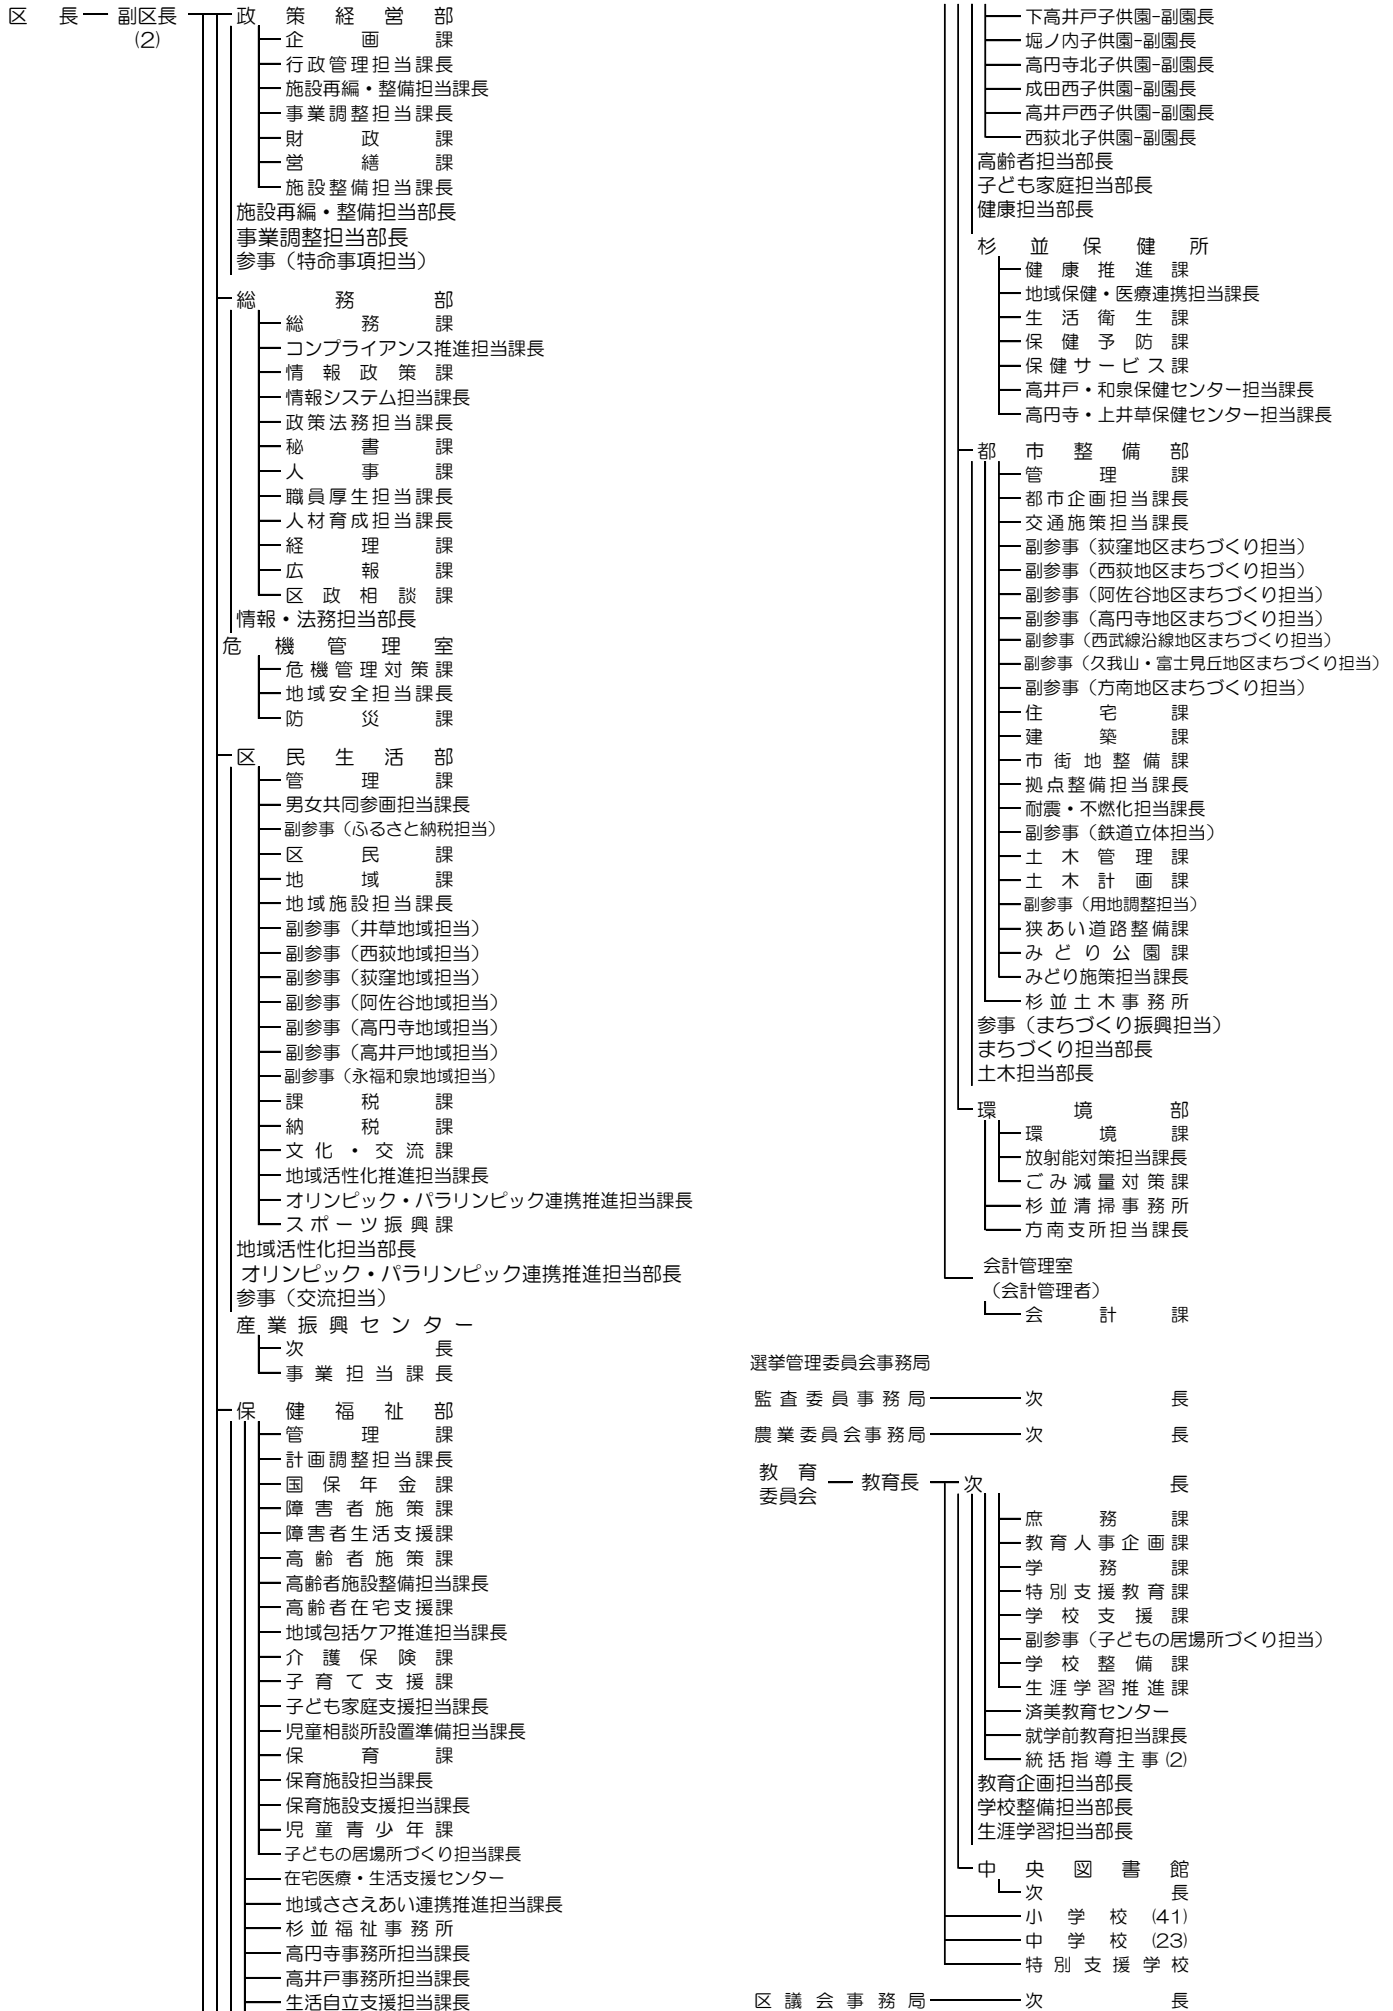 区長 副区長 政策経営部
(2)
企画課
行政管理担当課長
施設再編・整備担当課長
事業調整担当課長
財政課
営繕課
施設整備担当課長
施設再編・整備担当部長
事業調整担当部長
参事（特命事項担当）
総務部
総務課
コンプライアンス推進担当課長
情報政策課
情報システム担当課長
政策法務担当課長
秘書課
人事課
職員厚生担当課長
人材育成担当課長
経理課
広報課
区政相談課
情報・法務担当部長
危機管理室
危機管理対策課
地域安全担当課長
防災課
区民生活部
管理課
男女共同参画担当課長
副参事（ふるさと納税担当）
区民課
地域課
地域施設担当課長
副参事（井草地域担当）
副参事（西荻地域担当）
副参事（荻窪地域担当）
副参事（阿佐谷地域担当）
副参事（高円寺地域担当）
副参事（高井戸地域担当）
副参事（永福和泉地域担当）
課税課
納税課
文化・交流課
地域活性化推進担当課長
オリンピック・パラリンピック連携推進担当課長
スポーツ振興課
地域活性化担当部長
オリンピック・パラリンピック連携推進担当部長
参事（交流担当）
産業振興センター
次長
事業担当課長
保健福祉部
管理課
計画調整担当課長
国保年金課
障害者施策課
障害者生活支援課
高齢者施策課
高齢者施設整備担当課長
高齢者在宅支援課
地域包括ケア推進担当課長
介護保険課
子育て支援課
子ども家庭支援担当課長
児童相談所設置準備担当課長
保育課
保育施設担当課長
保育施設支援担当課長
児童青少年課
子どもの居場所づくり担当課長
在宅医療・生活支援センター
地域ささえあい連携推進担当課長
杉並福祉事務所
高円寺事務所担当課長
高井戸事務所担当課長
生活自立支援担当課長
下高井戸子供園-副園長
堀ノ内子供園-副園長
高円寺北子供園-副園長
成田西子供園-副園長
高井戸西子供園-副園長
西荻北子供園-副園長
高齢者担当部長
子ども家庭担当部長
健康担当部長
杉並保健所
健康推進課
地域保健・医療連携担当課長
生活衛生課
保健予防課
保健サービス課
高井戸・和泉保健センター担当課長
高円寺・上井草保健センター担当課長
都市整備部
管理課
都市企画担当課長
交通施策担当課長
副参事（荻窪地区まちづくり担当）
副参事（西荻地区まちづくり担当）
副参事（阿佐谷地区まちづくり担当）
副参事（高円寺地区まちづくり担当）
副参事（西武線沿線地区まちづくり担当）
副参事（久我山・富士見丘地区まちづくり担当）
副参事（方南地区まちづくり担当）
住宅課
建築課
市街地整備課
拠点整備担当課長
耐震・不燃化担当課長
副参事（鉄道立体担当）
土木管理課
土木計画課
副参事（用地調整担当）
狭あい道路整備課
みどり公園課
みどり施策担当課長
杉並土木事務所
参事（まちづくり振興担当）
まちづくり担当部長
土木担当部長
環境部
環境課
放射能対策担当課長
ごみ減量対策課
杉並清掃事務所
方南支所担当課長
会計管理室
（会計管理者）
会計課
選挙管理委員会事務局
監査委員事務局 次長
農業委員会事務局 次長
教育委員会 教育長 次長
庶務課
教育人事企画課
学務課
特別支援教育課
学校支援課
副参事（子どもの居場所づくり担当）
学校整備課
生涯学習推進課
済美教育センター
就学前教育担当課長
統括指導主事(2)
教育企画担当部長
学校整備担当部長
生涯学習担当部長
中央図書館
次長
小学校 (41)
中学校 (23)
特別支援学校
区議会事務局 次長